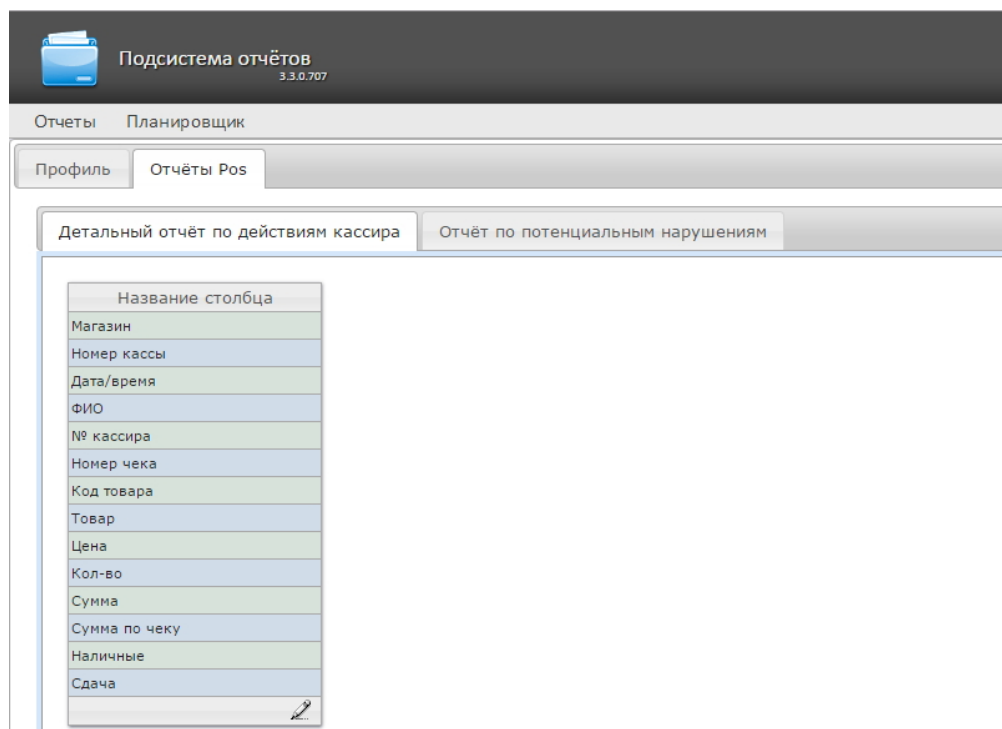 Подсистема отчётов
3.3.0.707
Отчеты Планировщик
Профиль Отчёты Pos
Детальный отчёт по действиям кассира Отчёт по потенциальным нарушениям
Название столбца
Магазин
Номер кассы
Дата/время
ФИО
№ кассира
Номер чека
Код товара
Товар
Цена
Кол-во
Сумма
Сумма по чеку
Наличные
Сдача